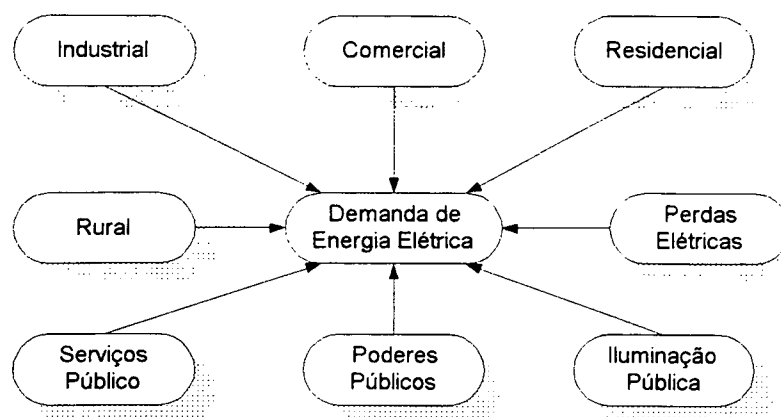 Industrial
Comercial
Residencial
Rural
Demanda de
Energia Elétrica
Perdas
Elétricas
Serviços
Público
Poderes
Públicos
Iluminação
Pública